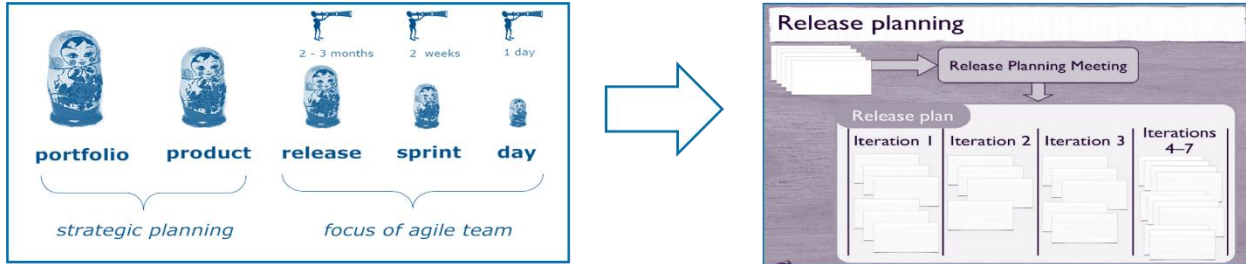 2 - 3 months 2 weeks 1 day
portfolio product release sprint day
strategic planning focus of agile team
Release planning
Release Planning Meeting
Release plan
Iteration 1 Iteration 2 Iteration 3 Iterations
4–7